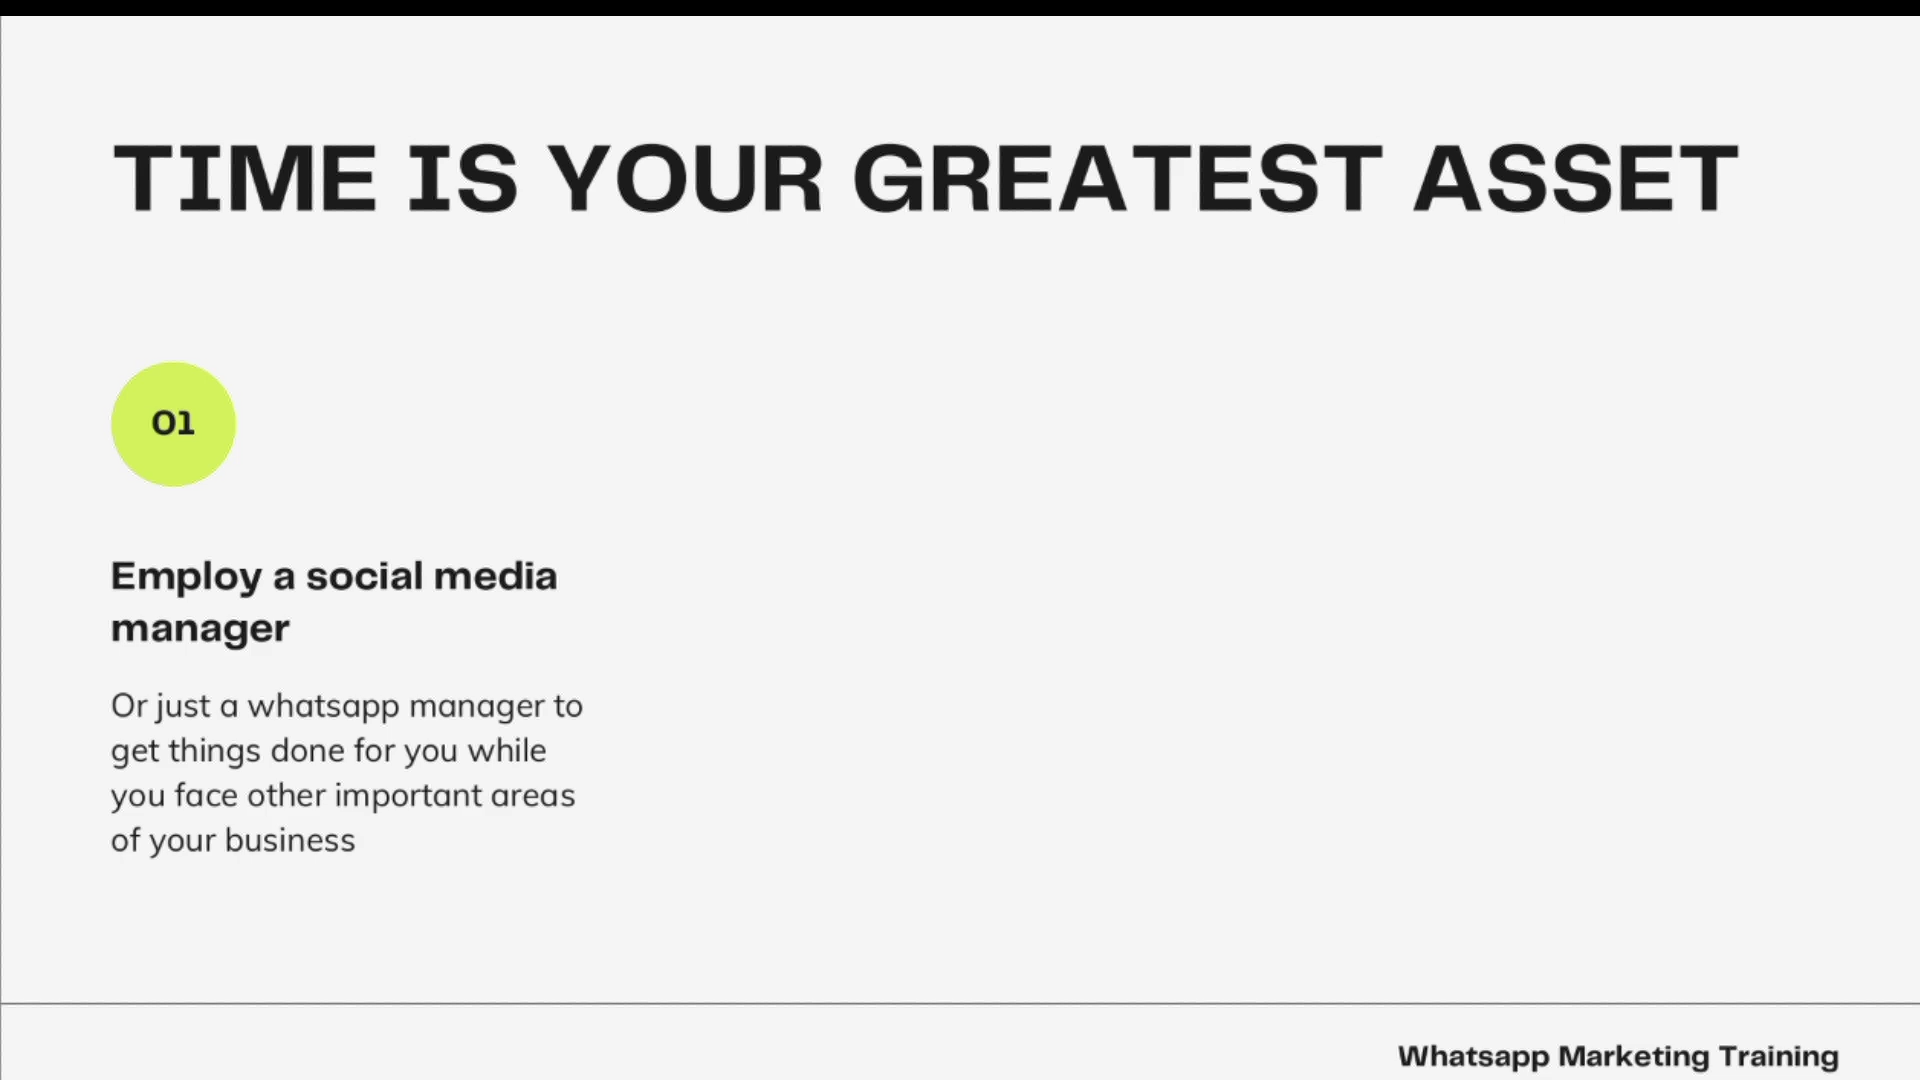 TIME IS YOUR GREATEST ASSET
01
Employ a social media
manager
Or just a whatsapp manager to
get things done for you while
you face other important areas
of your business
Whatsapp Marketing Training